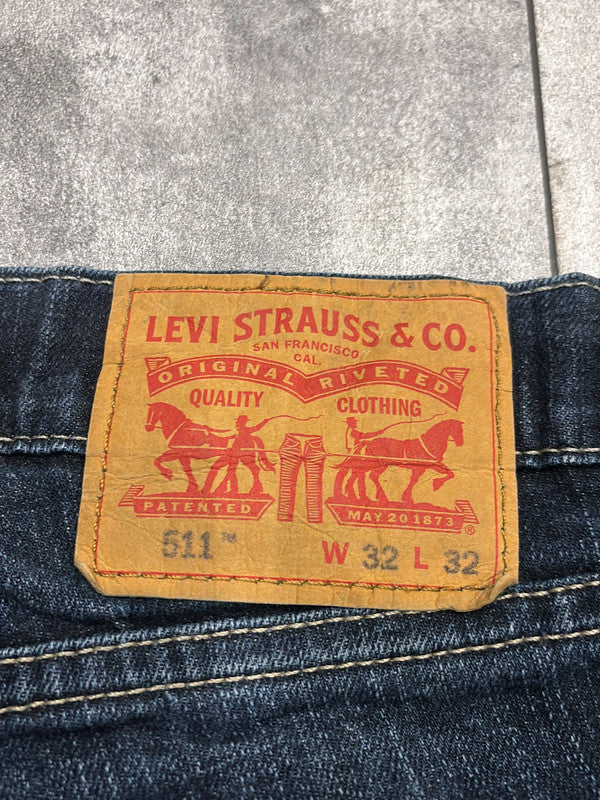 LEVI STRAUSS & CO.
SAN FRANCISCO
CAL.
ORIGINAL RIVETED
QUALITY CLOTHING
PATENTED MAY 20 1873 ®
511™ W 32 L 32